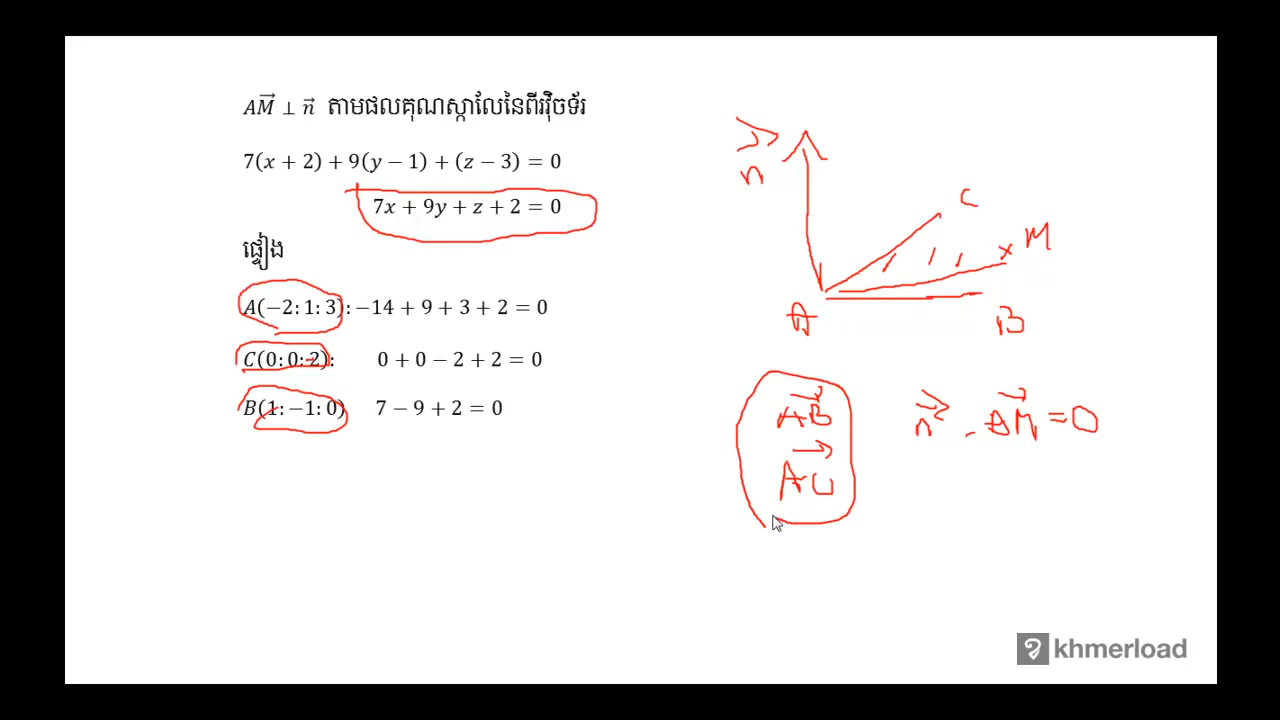 AM⃗ ⊥ n⃗ តាមផលគុណស្កាលែនៃពីរវ៉ិចទ័រ
7(x + 2) + 9(y − 1) + (z − 3) = 0
7x + 9y + z + 2 = 0
ផ្ទៀង
A(−2: 1: 3): −14 + 9 + 3 + 2 = 0
C(0: 0: −2): 0 + 0 − 2 + 2 = 0
B(1: −1: 0) 7 − 9 + 2 = 0
n⃗
C
M
A
B
AB⃗
AC⃗
n⃗ . AM⃗ = 0
khmerload